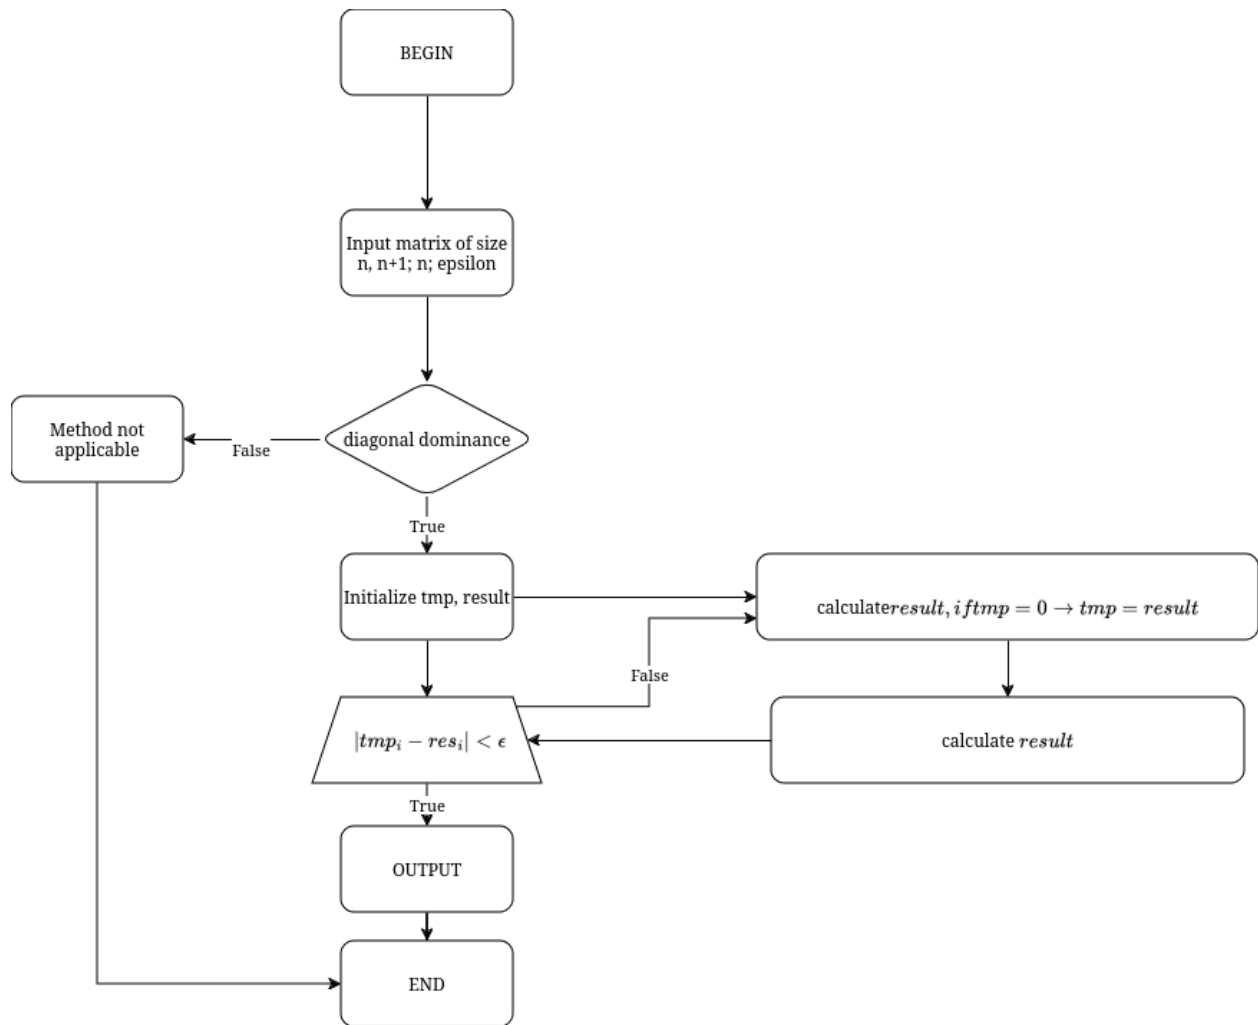 BEGIN
Input matrix of size
n, n+1; n; epsilon
diagonal dominance
Method not
applicable
False
True
Initialize tmp, result
calculateresult, iftmp = 0 → tmp = result
False
|tmp_i − res_i| < ϵ
calculate result
True
OUTPUT
END